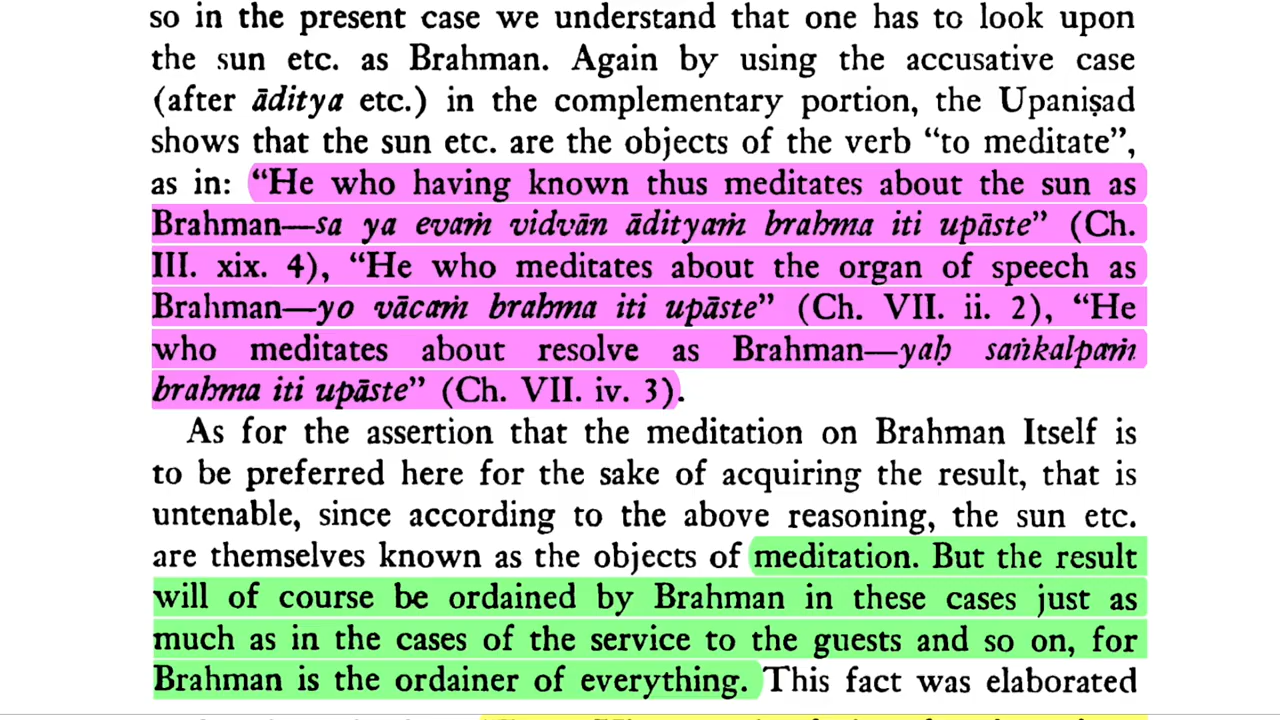 so in the present case we understand that one has to look upon
the sun etc. as Brahman. Again by using the accusative case
(after āditya etc.) in the complementary portion, the Upaniṣad
shows that the sun etc. are the objects of the verb “to meditate”,
as in: “He who having known thus meditates about the sun as
Brahman—sa ya evaṁ vidvān ādityaṁ brahma iti upāste” (Ch.
III. xix. 4), “He who meditates about the organ of speech as
Brahman—yo vācaṁ brahma iti upāste” (Ch. VII. ii. 2), “He
who meditates about resolve as Brahman—yaḥ saṅkalpaṁ
brahma iti upāste” (Ch. VII. iv. 3).
As for the assertion that the meditation on Brahman Itself is
to be preferred here for the sake of acquiring the result, that is
untenable, since according to the above reasoning, the sun etc.
are themselves known as the objects of meditation. But the result
will of course be ordained by Brahman in these cases just as
much as in the cases of the service to the guests and so on, for
Brahman is the ordainer of everything. This fact was elaborated